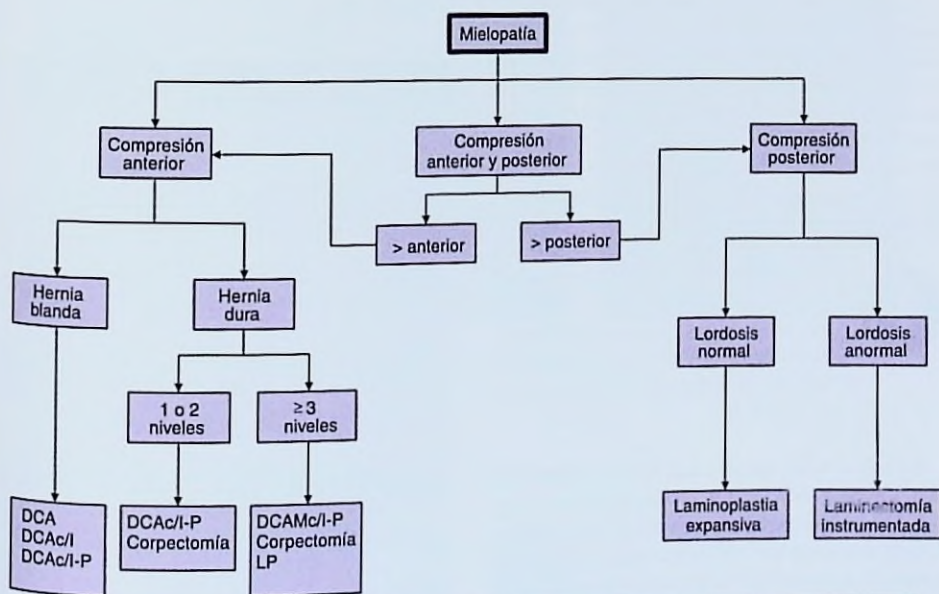 Mielopatía
Compresión
anterior
Compresión
anterior y posterior
Compresión
posterior
> anterior
> posterior
Hernia
blanda
Hernia
dura
Lordosis
normal
Lordosis
anormal
1 o 2
niveles
≥ 3
niveles
DCA
DCAc/I
DCAc/I-P
DCAc/I-P
Corpectomía
DCAMc/I-P
Corpectomía
LP
Laminoplastia
expansiva
Laminectomía
instrumentada